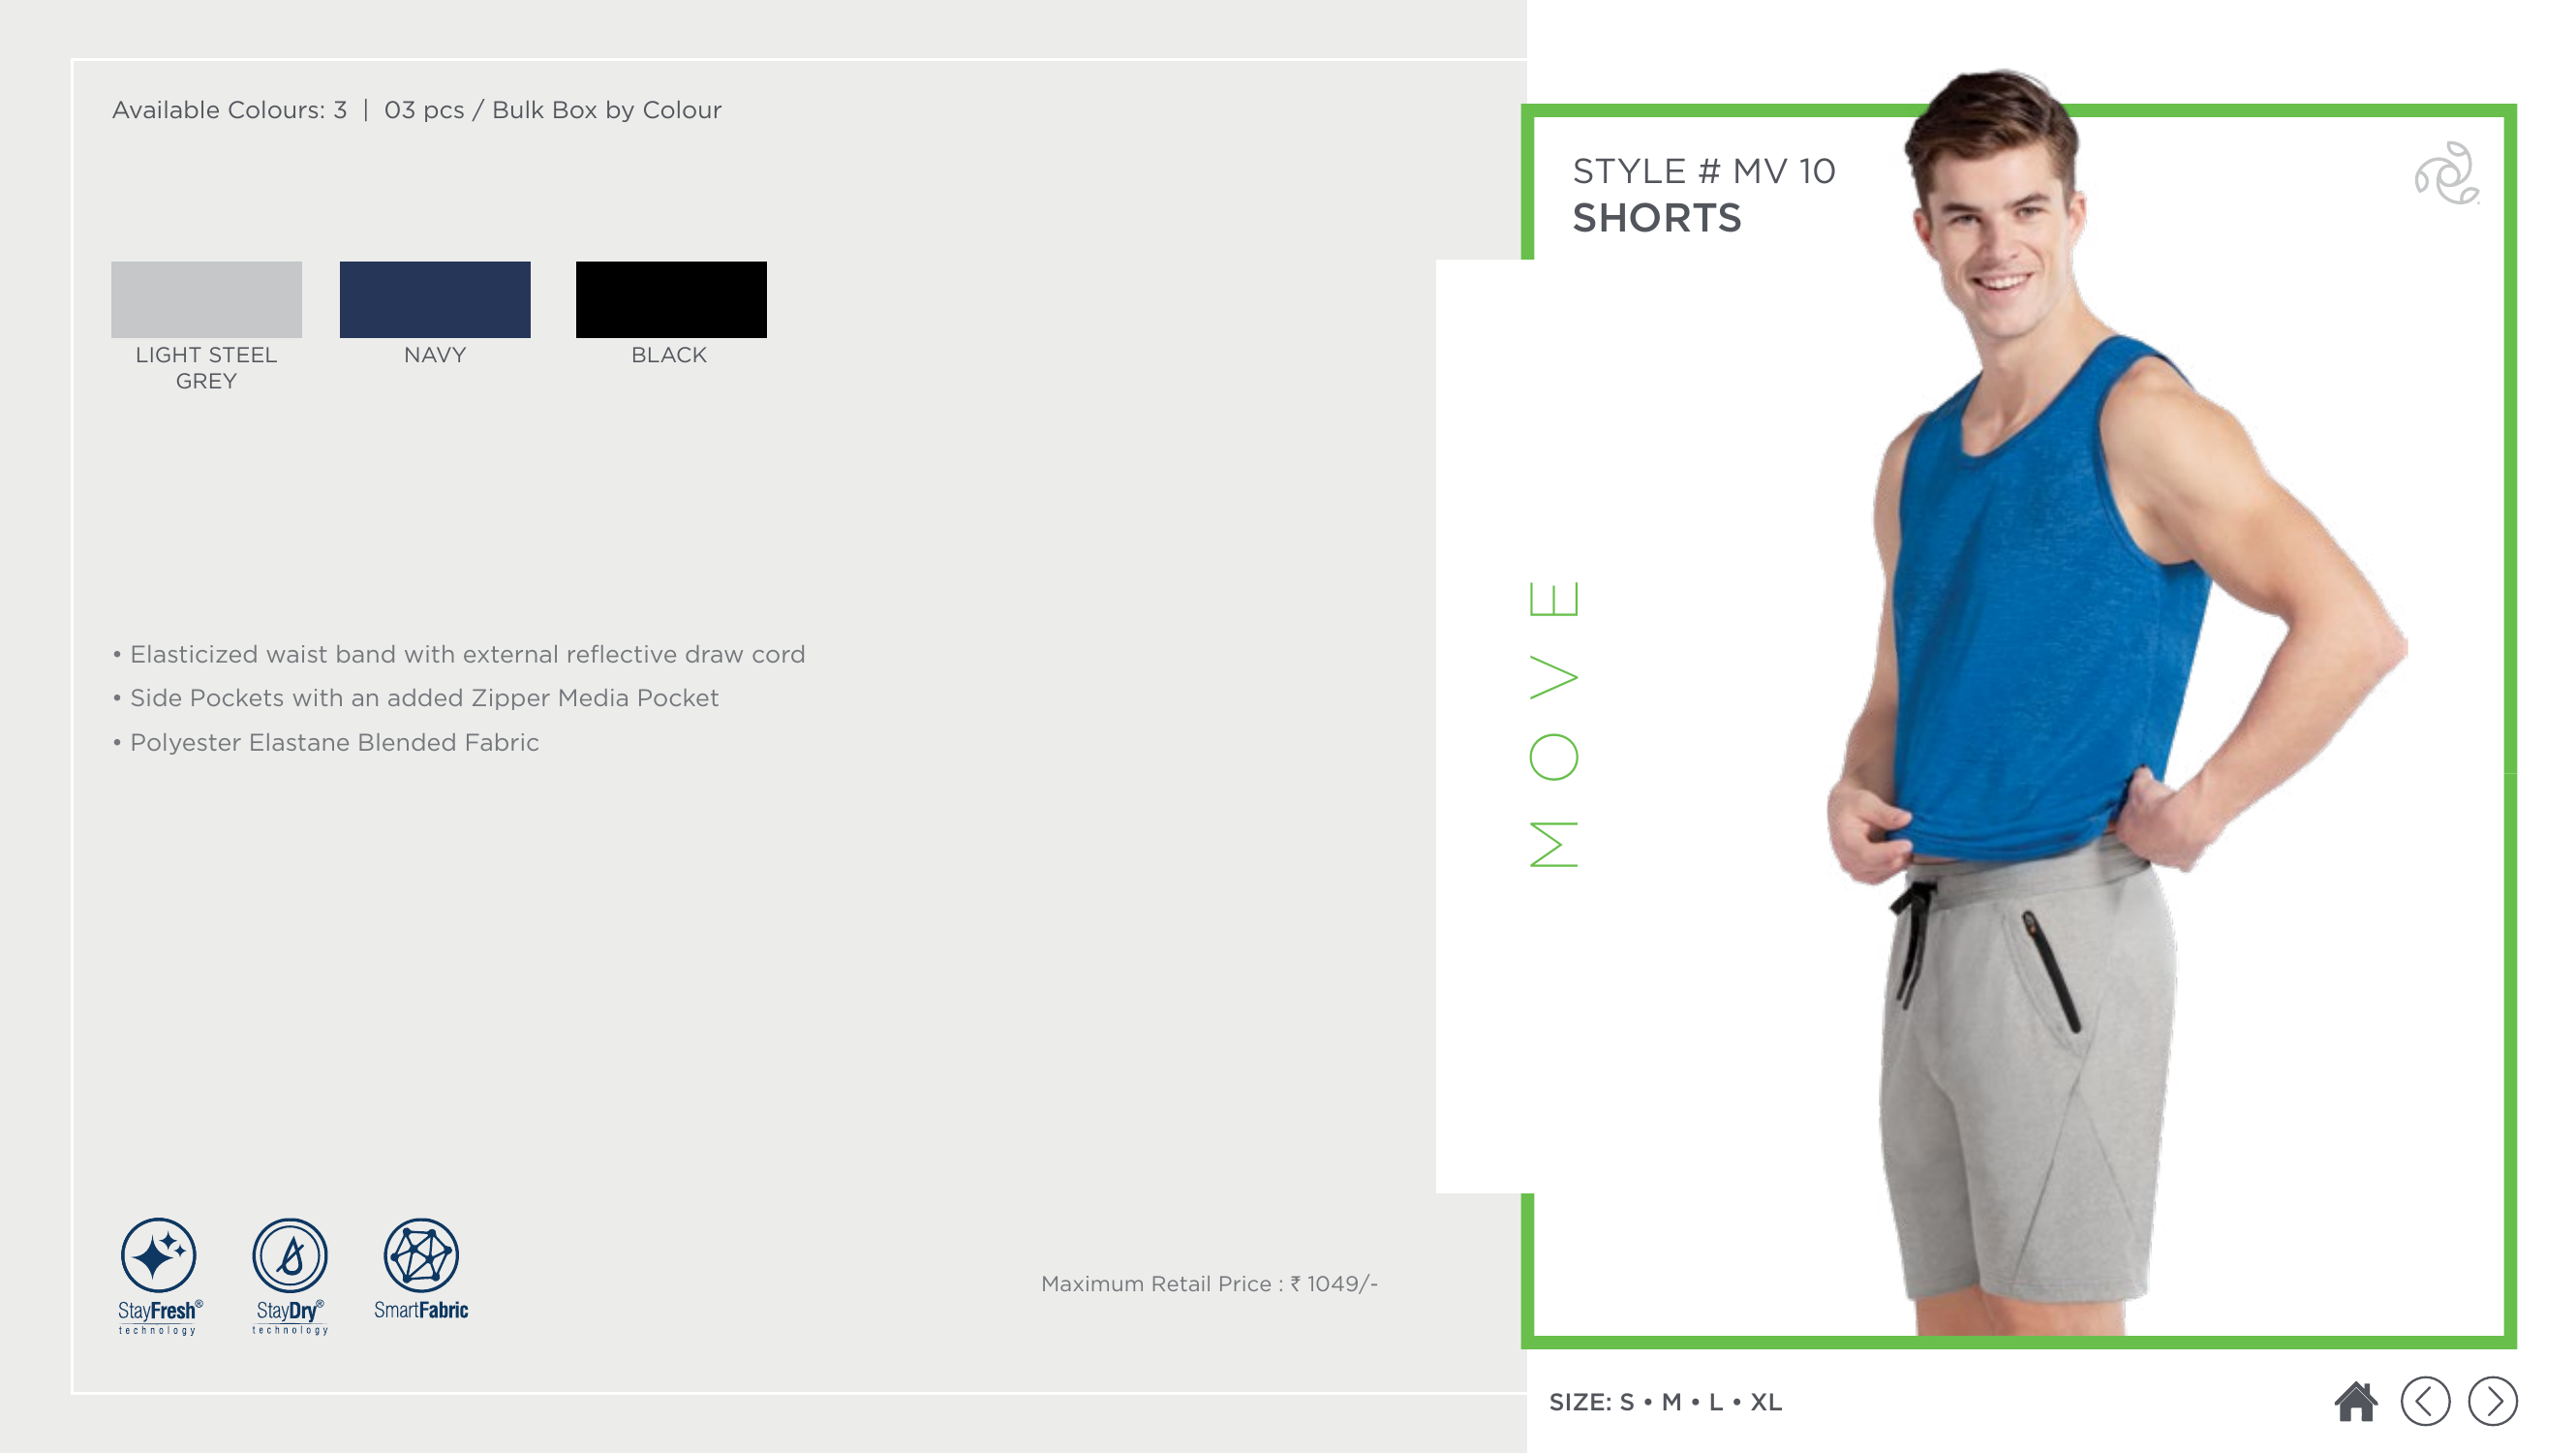 Available Colours: 3 | 03 pcs / Bulk Box by Colour
LIGHT STEEL
GREY
NAVY
BLACK
• Elasticized waist band with external reflective draw cord
• Side Pockets with an added Zipper Media Pocket
• Polyester Elastane Blended Fabric
StayFresh®
technology
StayDry®
technology
SmartFabric
Maximum Retail Price : ₹ 1049/-
STYLE # MV 10
SHORTS
MOVE
SIZE: S • M • L • XL